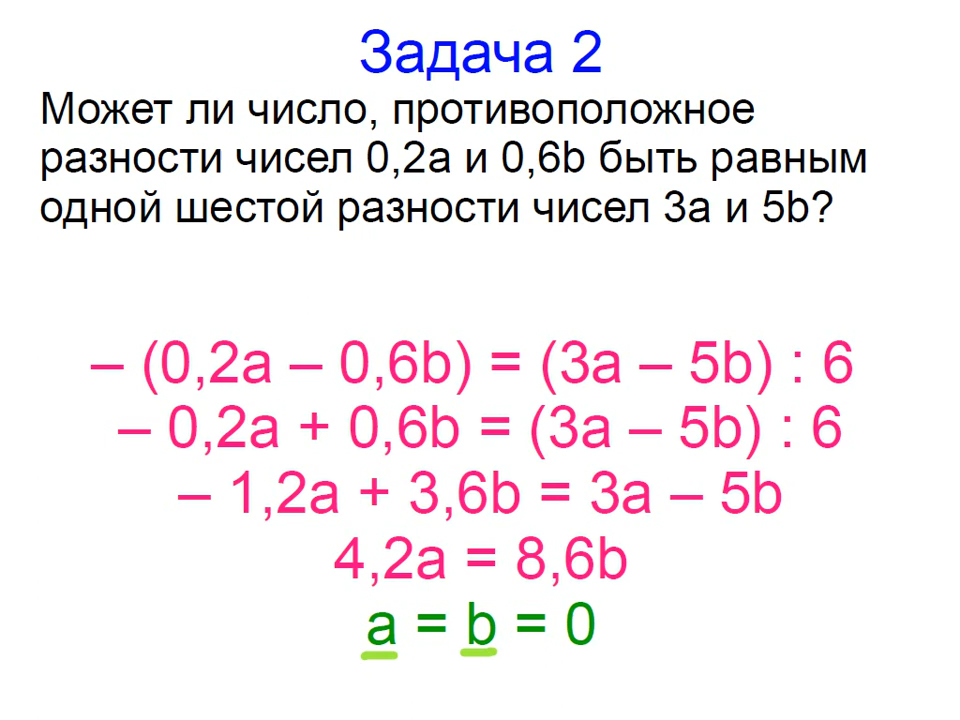 Задача 2
Может ли число, противоположное
разности чисел 0,2a и 0,6b быть равным
одной шестой разности чисел 3a и 5b?
– (0,2a – 0,6b) = (3a – 5b) : 6
– 0,2a + 0,6b = (3a – 5b) : 6
– 1,2a + 3,6b = 3a – 5b
4,2a = 8,6b
a = b = 0